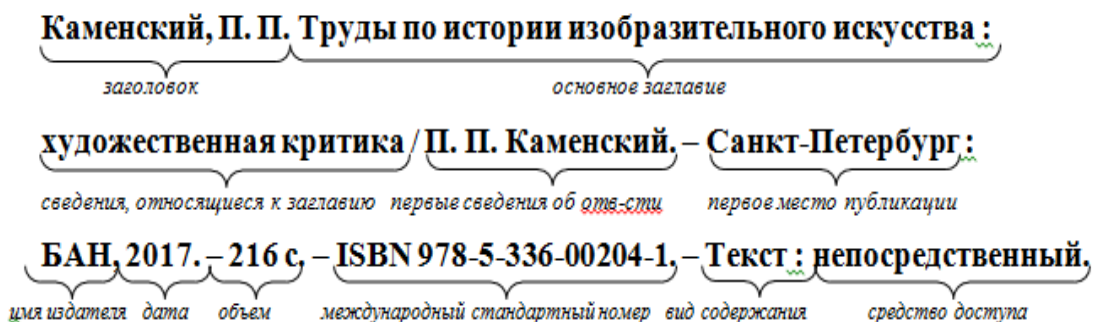 Каменский, П. П. Труды по истории изобразительного искусства :
заголовок основное заглавие
художественная критика / П. П. Каменский. – Санкт-Петербург :
сведения, относящиеся к заглавию первые сведения об отв-сти первое место публикации
БАН, 2017. – 216 с. – ISBN 978-5-336-00204-1. – Текст : непосредственный.
имя издателя дата объем международный стандартный номер вид содержания средство доступа